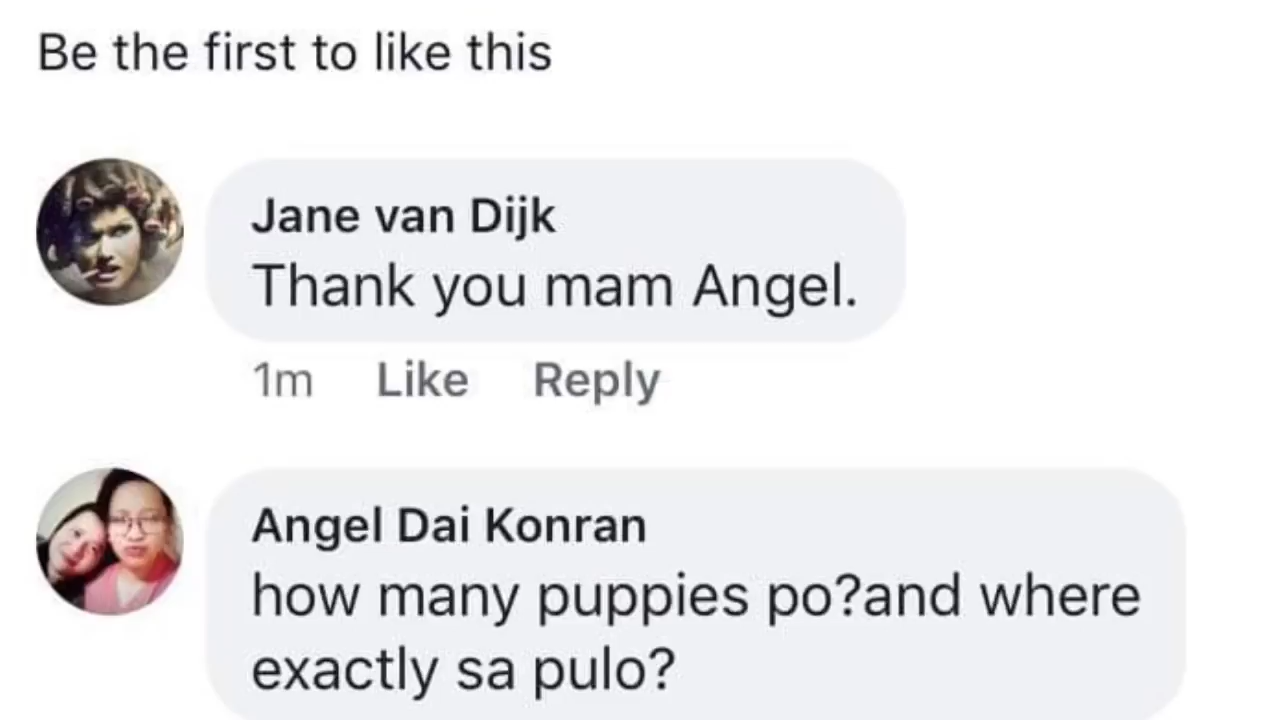 Be the first to like this
Jane van Dijk
Thank you mam Angel.
1m Like Reply
Angel Dai Konran
how many puppies po?and where
exactly sa pulo?